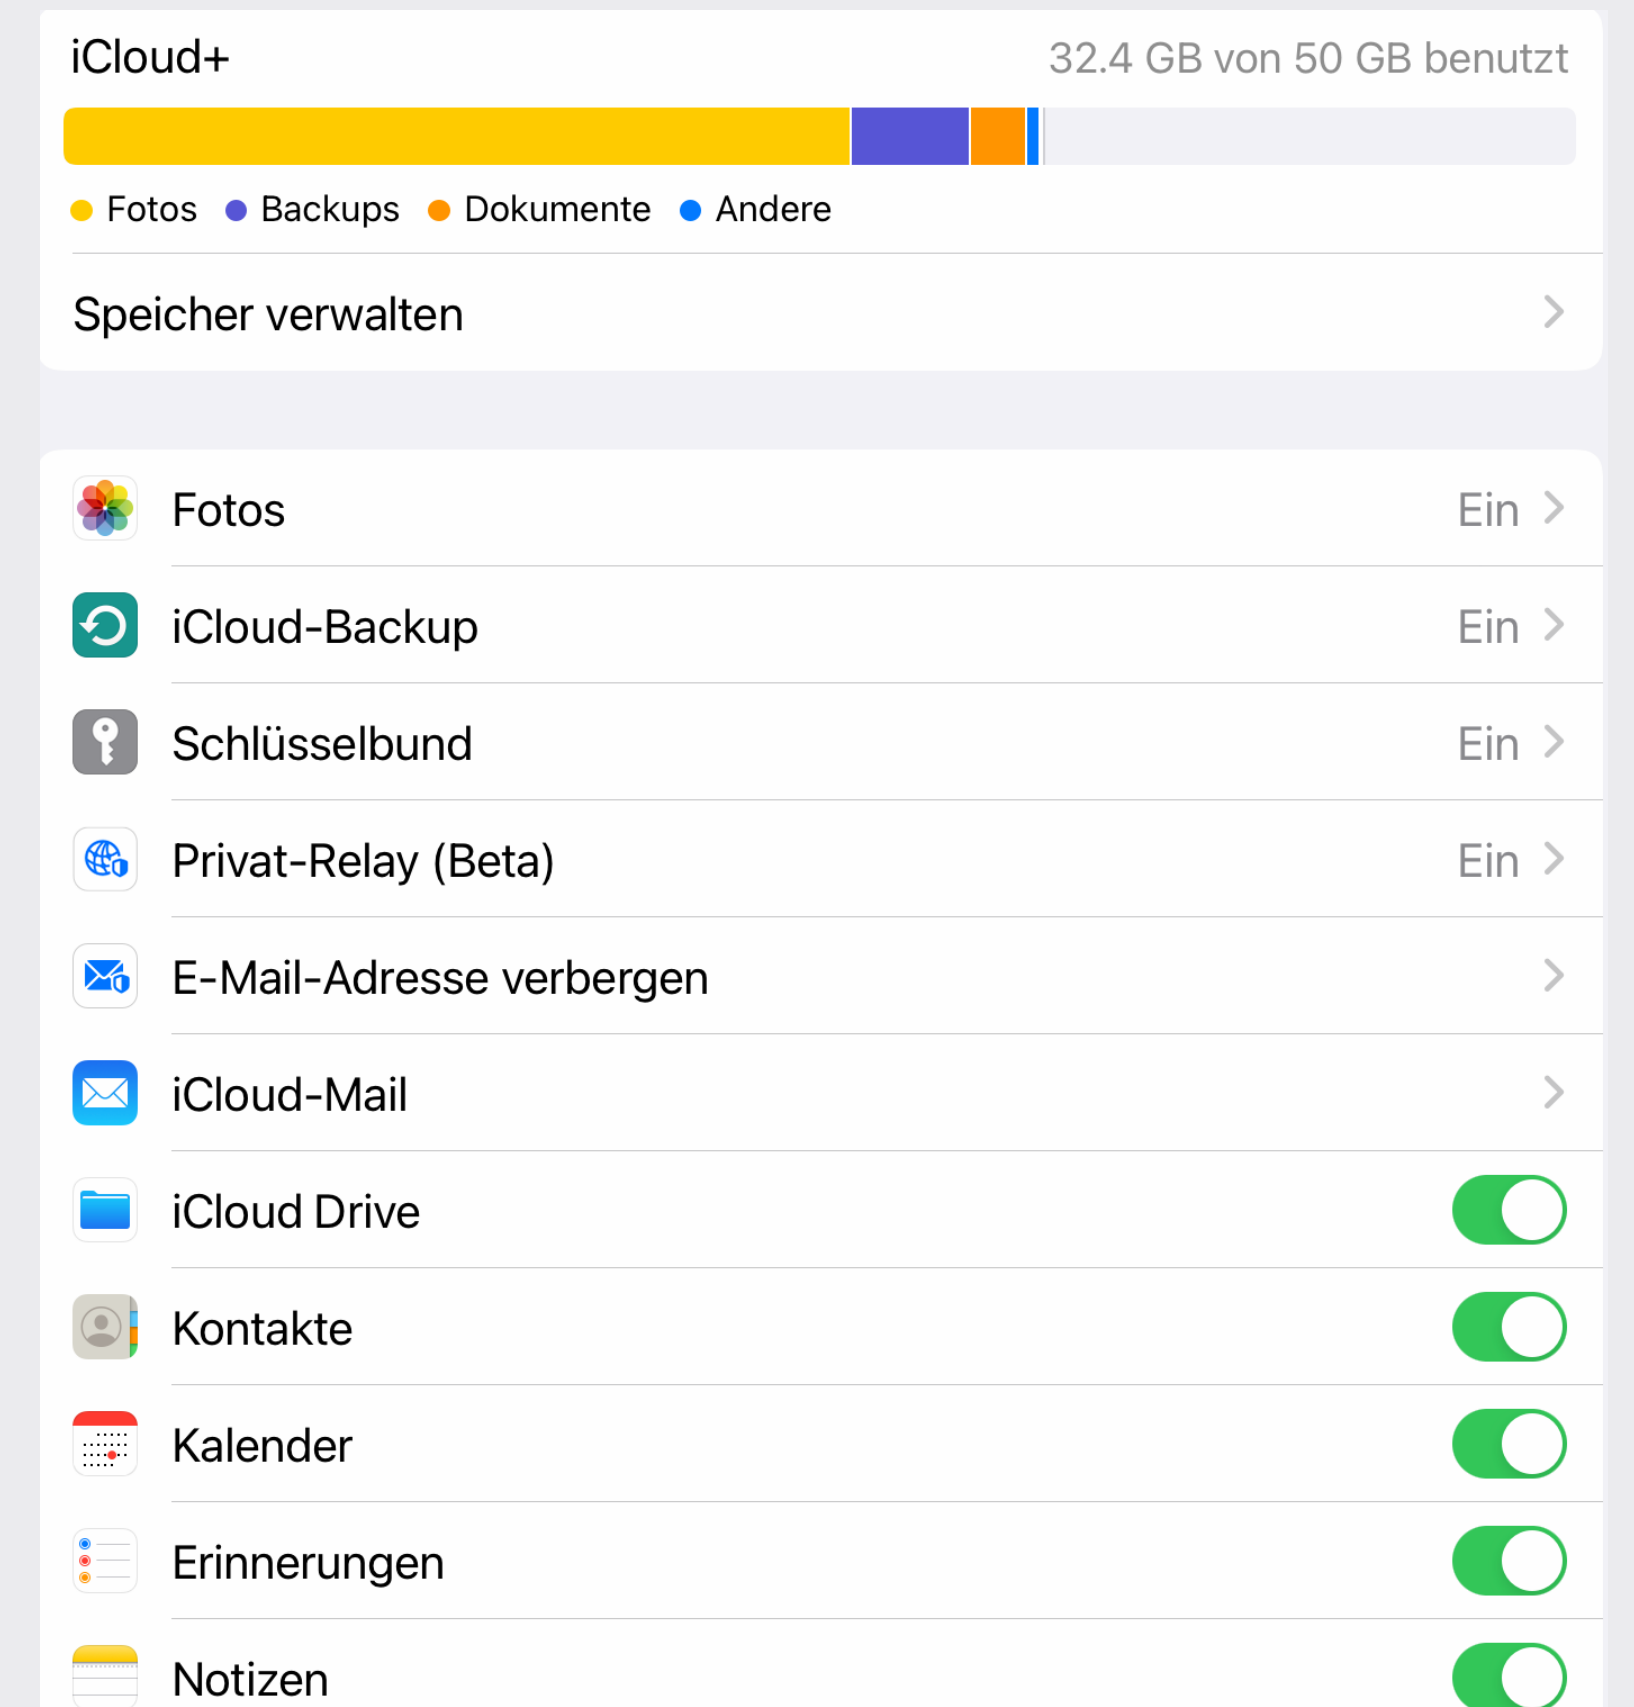 iCloud+ 32.4 GB von 50 GB benutzt
Fotos Backups Dokumente Andere
Speicher verwalten
Fotos Ein
iCloud-Backup Ein
Schlüsselbund Ein
Privat-Relay (Beta) Ein
E-Mail-Adresse verbergen
iCloud-Mail
iCloud Drive
Kontakte
Kalender
Erinnerungen
Notizen